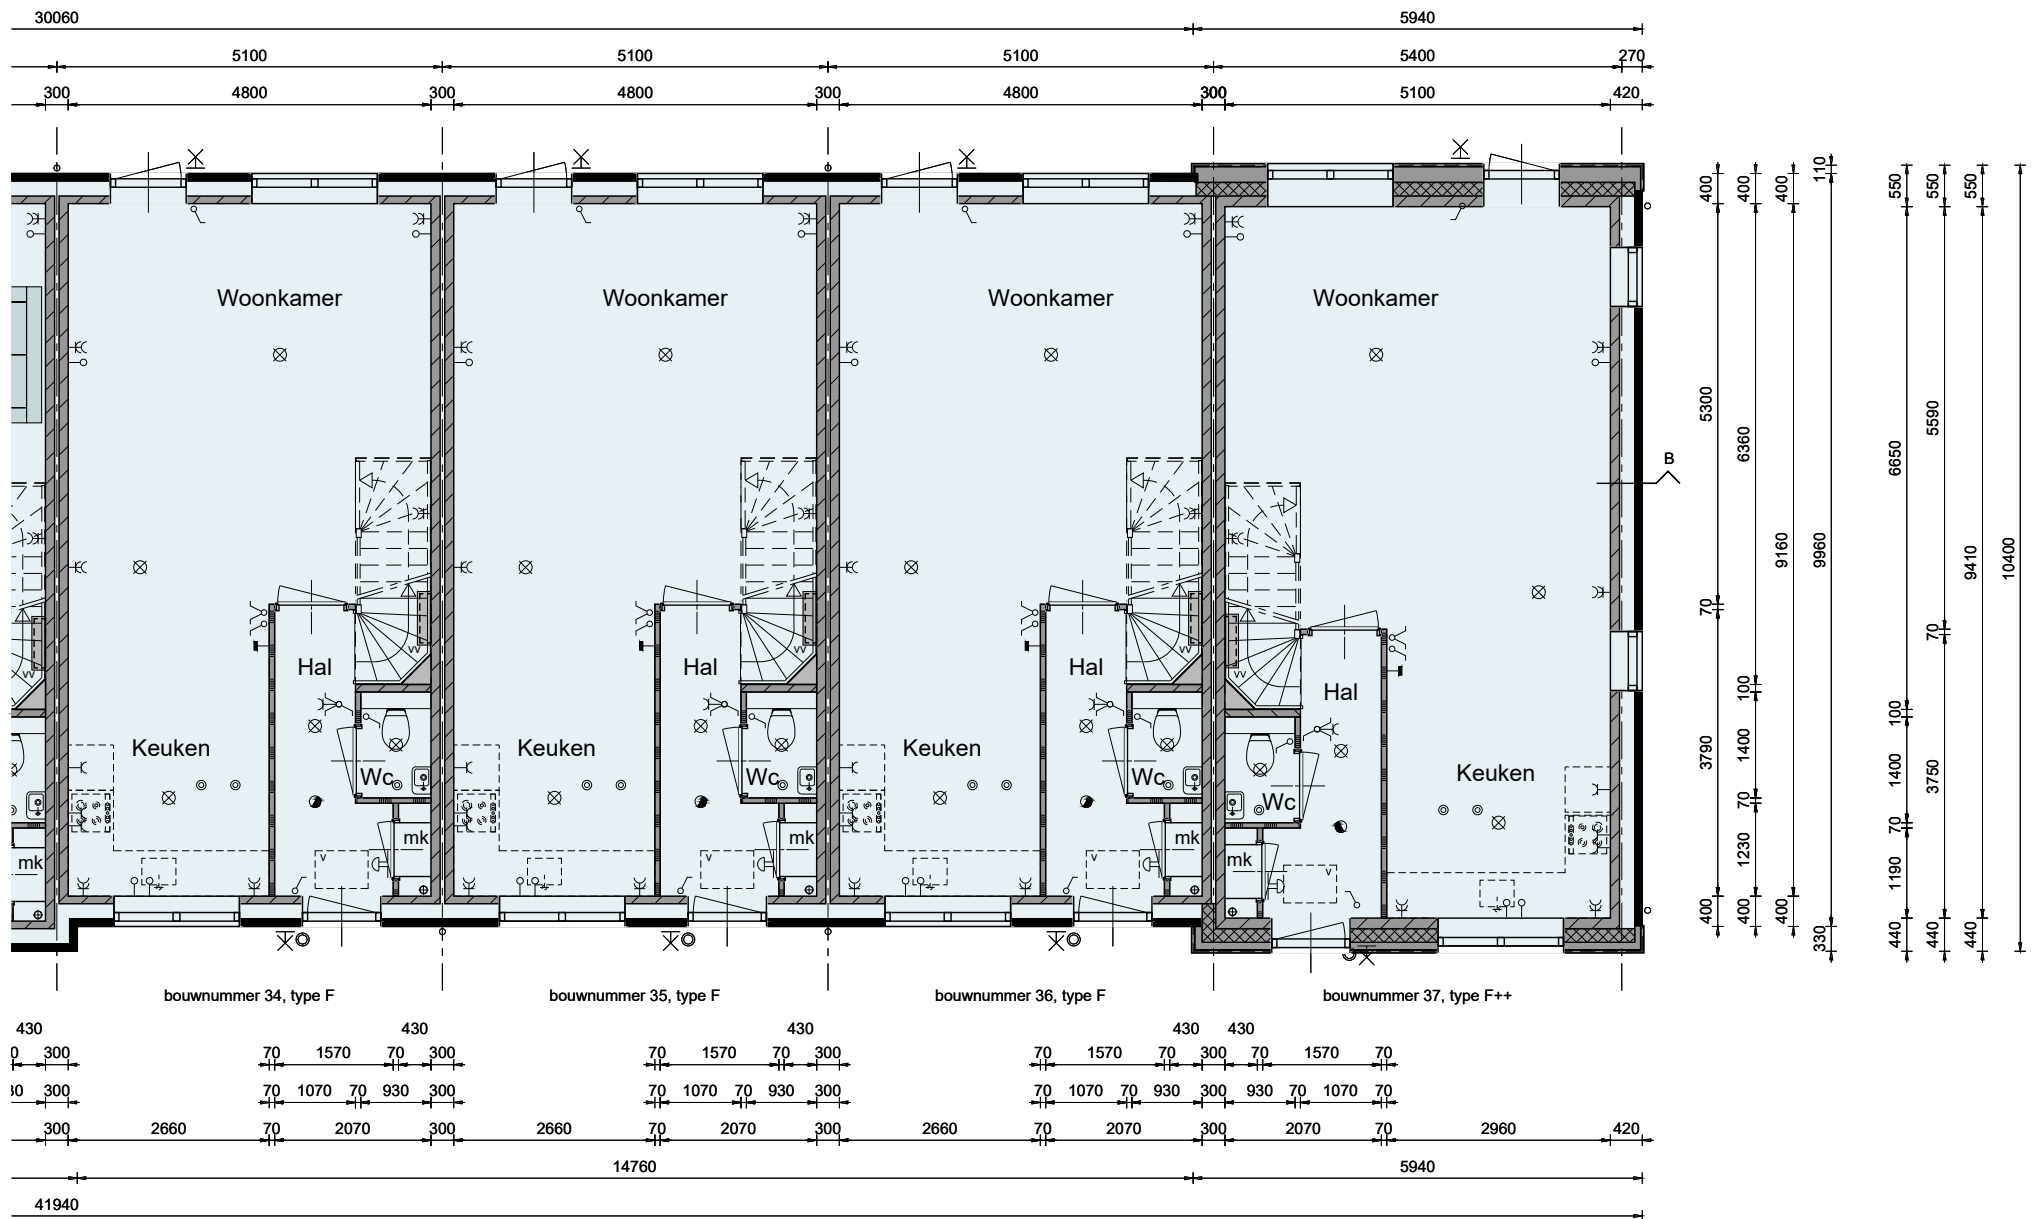 30060 5940
5100 5100 5100 5400 270
300 4800 300 4800 300 4800 300 5100 420
Woonkamer Woonkamer Woonkamer Woonkamer
B
Hal Hal Hal Hal
vv vv vv vv vv
Keuken Keuken Keuken Keuken
Wc Wc Wc Wc
mk mk mk mk mk
v v v v
400 5300 70 3790 400
400 6360 100 1400 70 1230 400
400 9160 400
110 9960 330
550 6650 100 1400 70 1190 440
550 5590 70 3750 440
550 9410 440
10400
bouwnummer 34, type F bouwnummer 35, type F bouwnummer 36, type F bouwnummer 37, type F++
430 430 430 430 430
0 300 70 1570 70 300 70 1570 70 300 70 1570 70 300 70 1570 70
30 300 70 1070 70 930 300 70 1070 70 930 300 70 1070 70 930 300 930 70 1070 70
300 2660 70 2070 300 2660 70 2070 300 2660 70 2070 300 2070 70 2960 420
14760 5940
41940